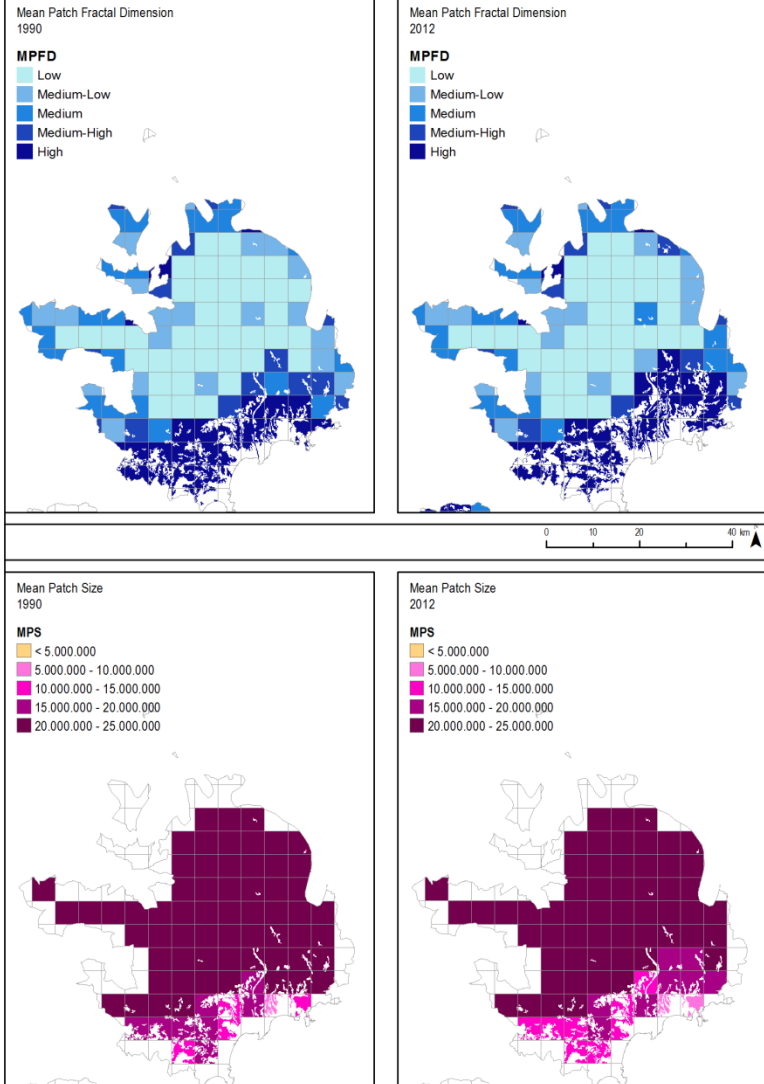 Mean Patch Fractal Dimension
1990
MPFD
Low
Medium-Low
Medium
Medium-High
High
Mean Patch Fractal Dimension
2012
MPFD
Low
Medium-Low
Medium
Medium-High
High
0 10 20 40 km
Mean Patch Size
1990
MPS
< 5.000.000
5.000.000 - 10.000.000
10.000.000 - 15.000.000
15.000.000 - 20.000.000
20.000.000 - 25.000.000
Mean Patch Size
2012
MPS
< 5.000.000
5.000.000 - 10.000.000
10.000.000 - 15.000.000
15.000.000 - 20.000.000
20.000.000 - 25.000.000